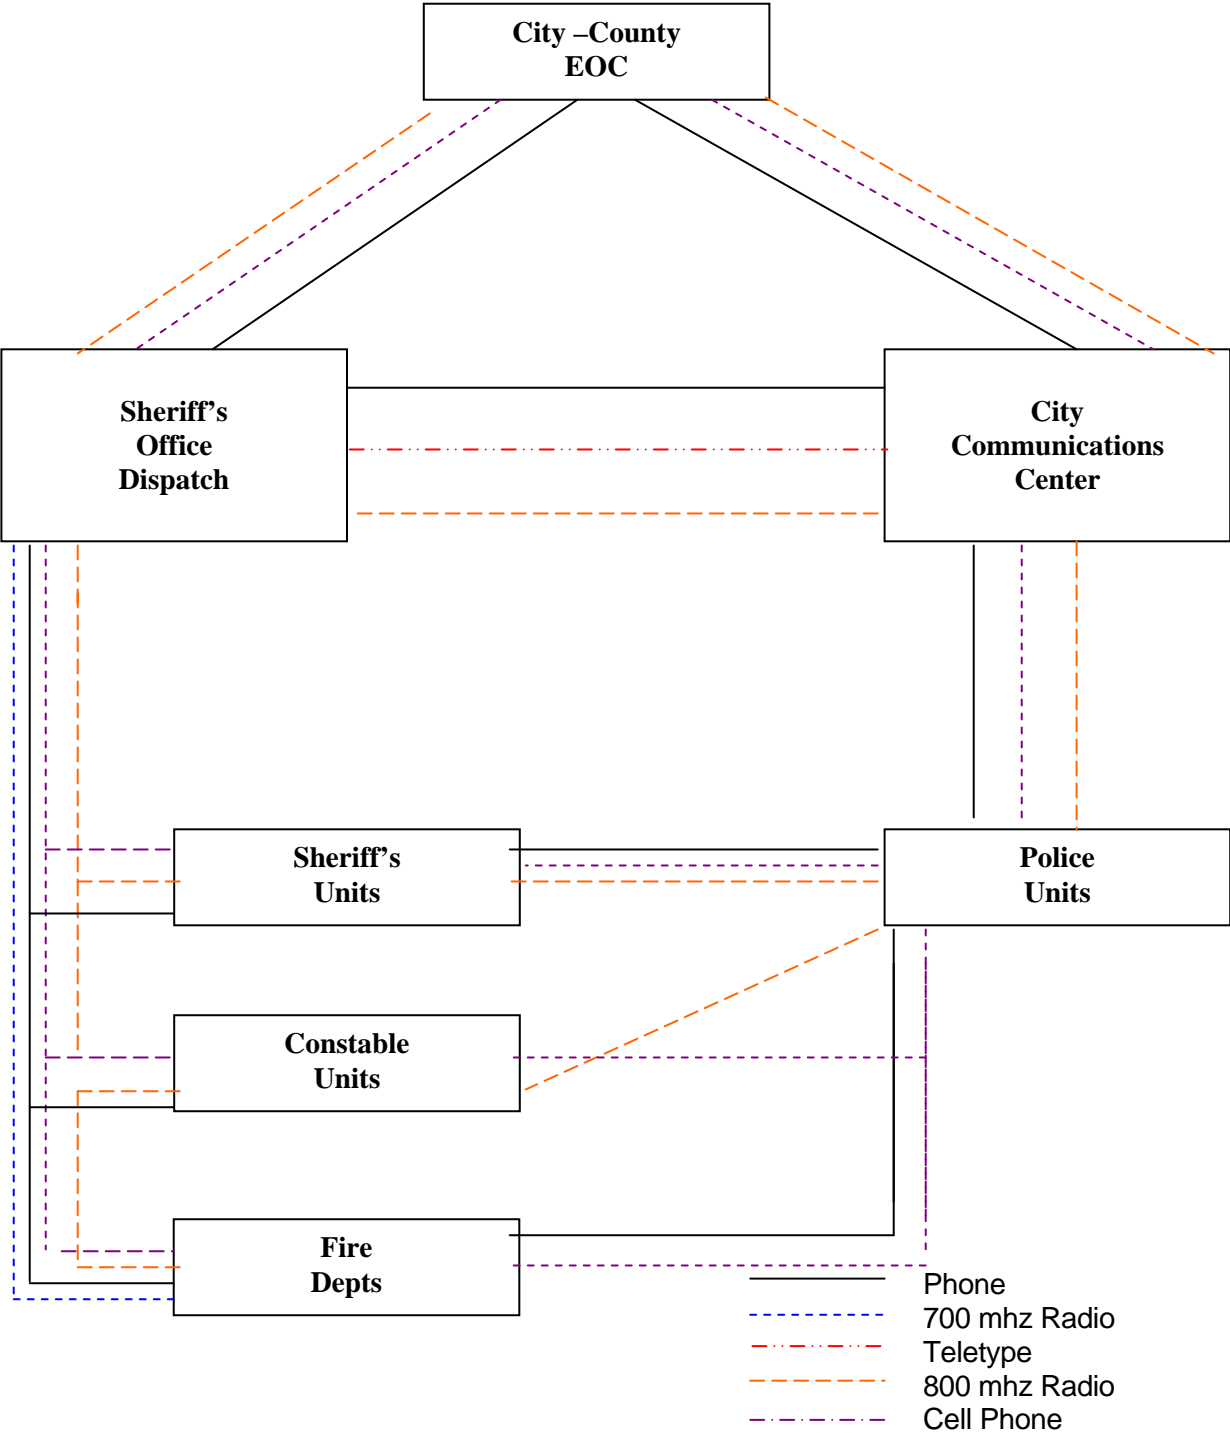 City –County
EOC
Sheriff’s
Office
Dispatch
City
Communications
Center
Sheriff’s
Units
Police
Units
Constable
Units
Fire
Depts
Phone
700 mhz Radio
Teletype
800 mhz Radio
Cell Phone